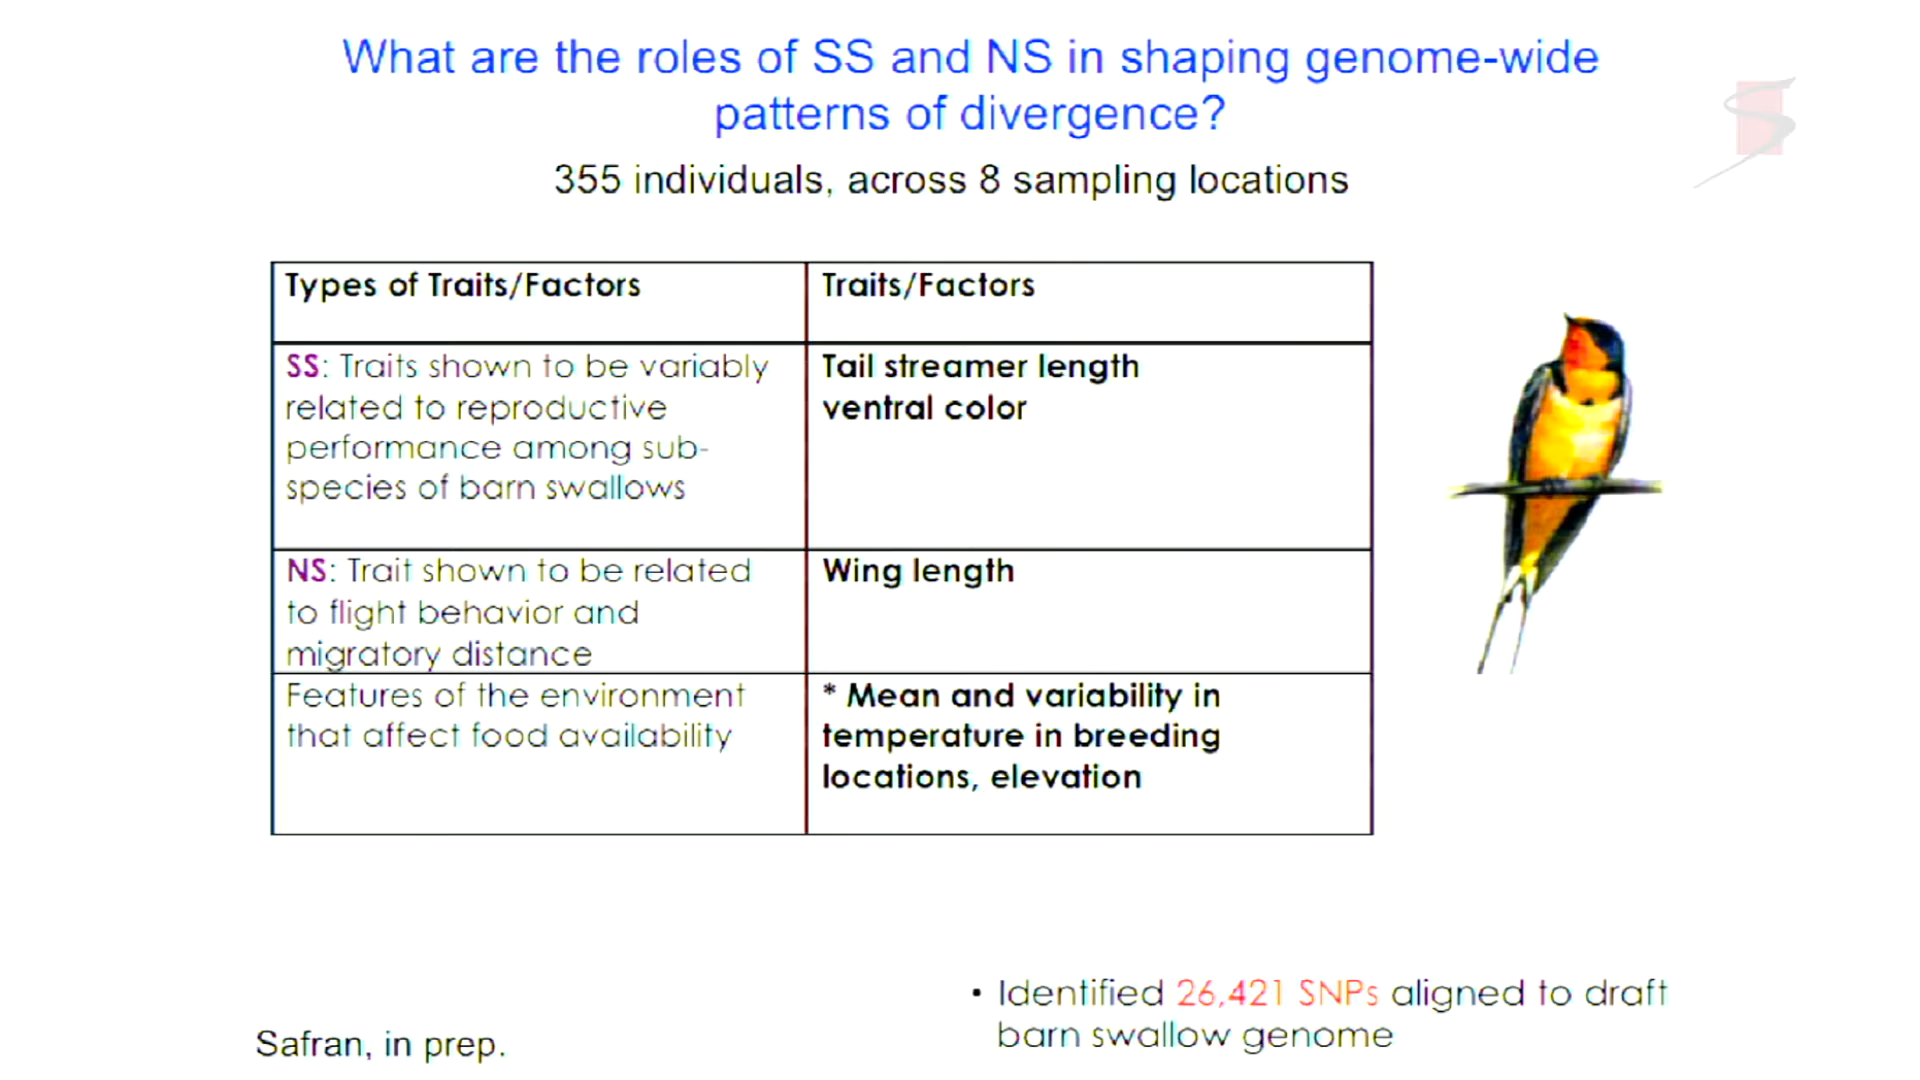 What are the roles of SS and NS in shaping genome-wide
patterns of divergence?
355 individuals, across 8 sampling locations
Types of Traits/Factors
Traits/Factors
SS: Traits shown to be variably
related to reproductive
performance among sub-
species of barn swallows
Tail streamer length
ventral color
NS: Trait shown to be related
to flight behavior and
migratory distance
Wing length
Features of the environment
that affect food availability
* Mean and variability in
temperature in breeding
locations, elevation
• Identified 26,421 SNPs aligned to draft
barn swallow genome
Safran, in prep.